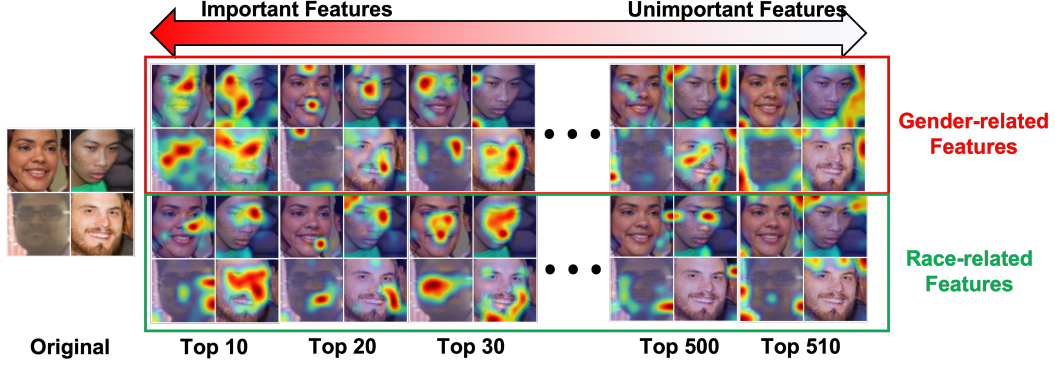 Important Features
Unimportant Features
Gender-related
Features
Race-related
Features
Original
Top 10
Top 20
Top 30
Top 500
Top 510